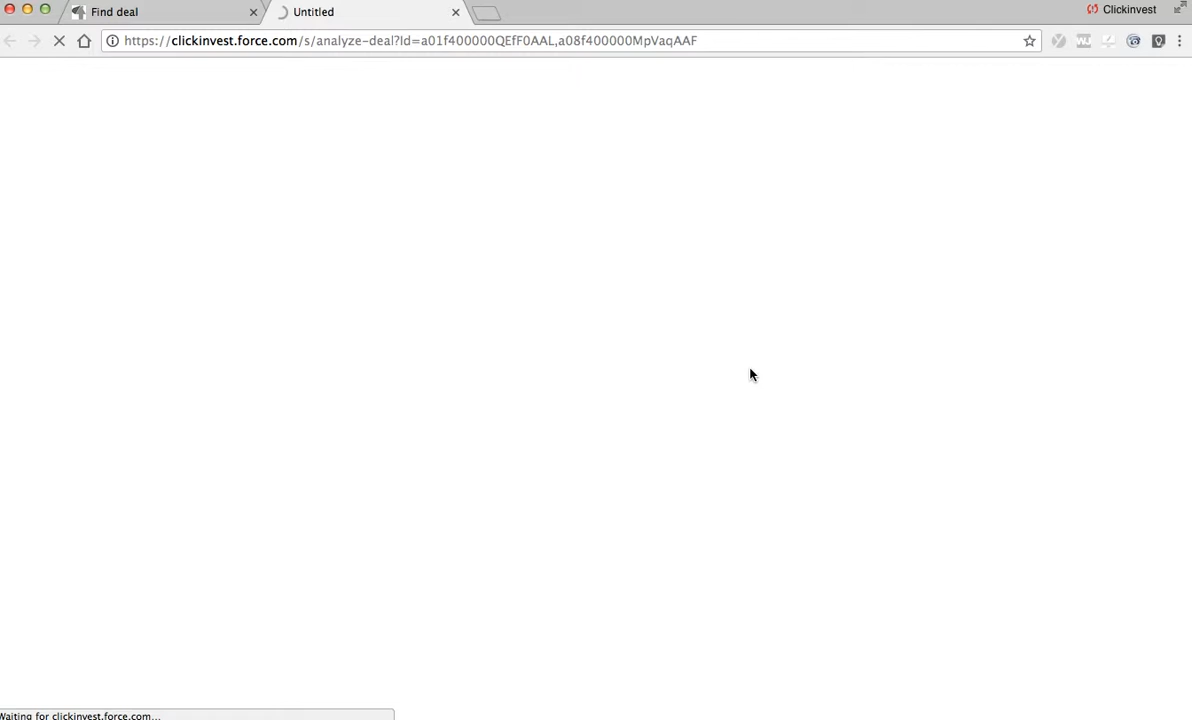 Find deal
Untitled
Clickinvest
https://clickinvest.force.com/s/analyze-deal?Id=a01f400000QEfF0AAL,a08f400000MpVaqAAF
Waiting for clickinvest.force.com...